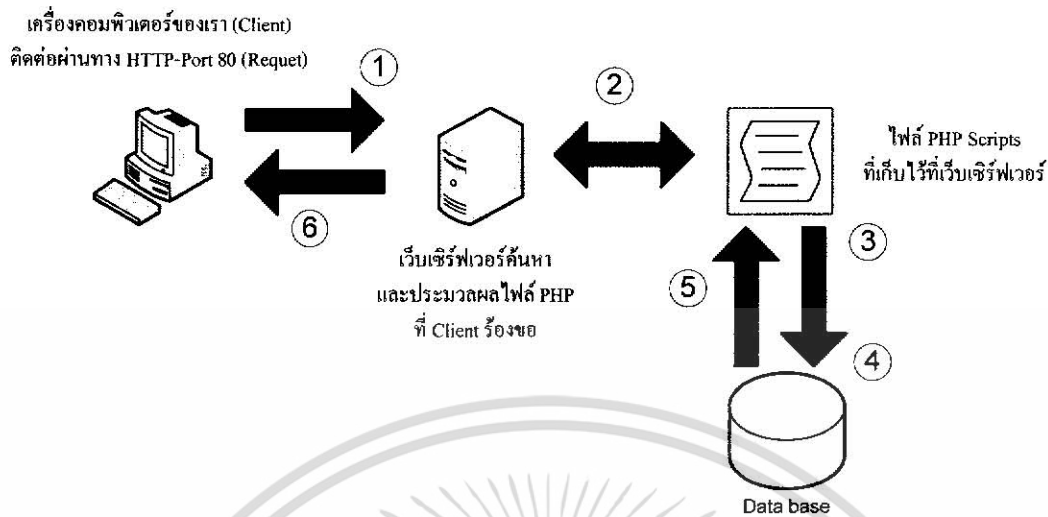 เครื่องคอมพิวเตอร์ของเรา (Client)
ติดต่อผ่านทาง HTTP-Port 80 (Requet)
1
2
6
เว็บเซิร์ฟเวอร์ค้นหา
และประมวลผลไฟล์ PHP
ที่ Client ร้องขอ
ไฟล์ PHP Scripts
ที่เก็บไว้ที่เว็บเซิร์ฟเวอร์
3
5
4
Data base